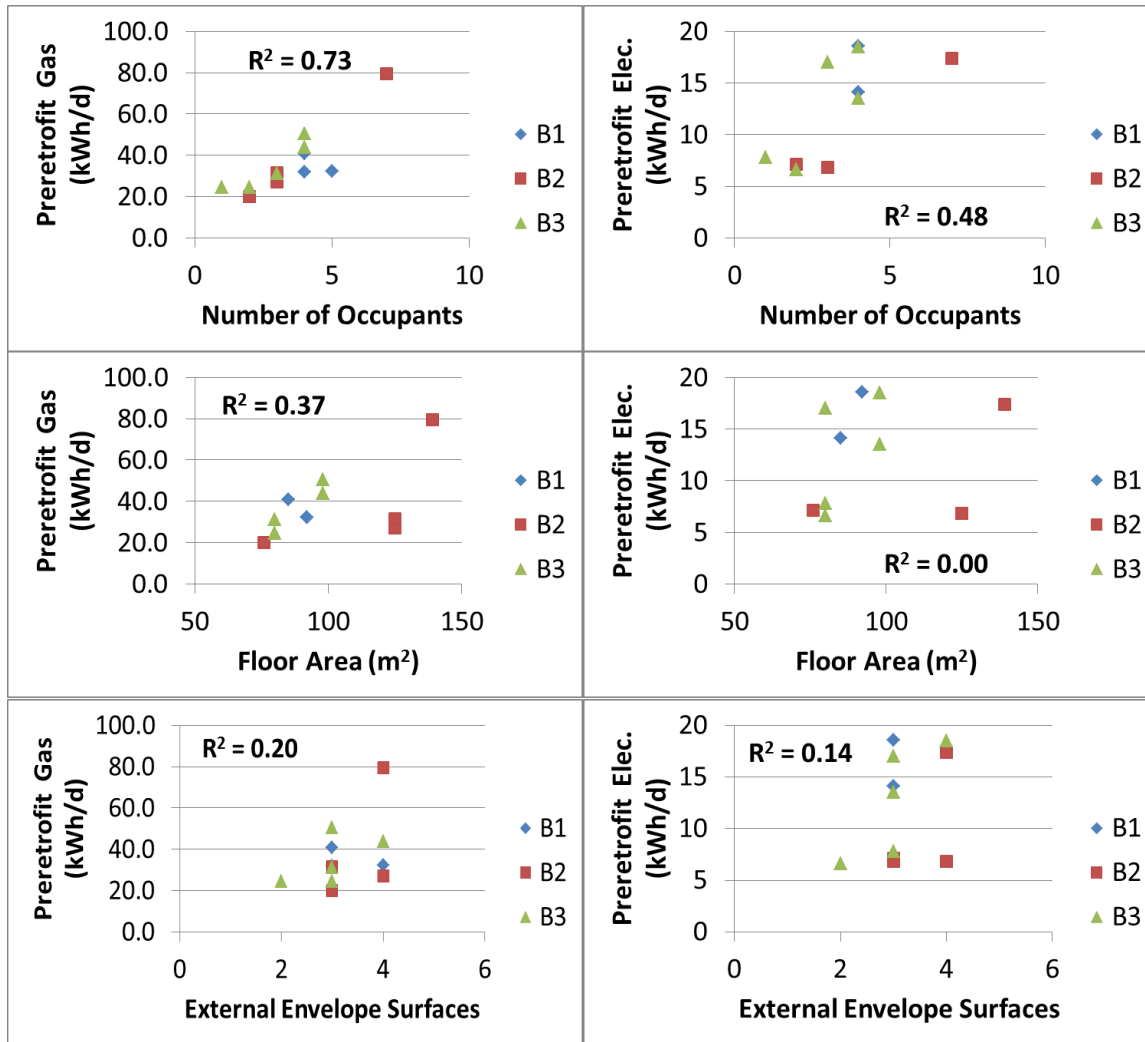 Preretrofit Gas
(kWh/d)
100.0
80.0
60.0
40.0
20.0
0.0
R² = 0.73
0 5 10
Number of Occupants
B1
B2
B3
Preretrofit Elec.
(kWh/d)
20
15
10
5
0
R² = 0.48
0 5 10
Number of Occupants
B1
B2
B3
Preretrofit Gas
(kWh/d)
100.0
80.0
60.0
40.0
20.0
0.0
R² = 0.37
50 100 150
Floor Area (m²)
B1
B2
B3
Preretrofit Elec.
(kWh/d)
20
15
10
5
0
R² = 0.00
50 100 150
Floor Area (m²)
B1
B2
B3
Preretrofit Gas
(kWh/d)
100.0
80.0
60.0
40.0
20.0
0.0
R² = 0.20
0 2 4 6
External Envelope Surfaces
B1
B2
B3
Preretrofit Elec.
(kWh/d)
20
15
10
5
0
R² = 0.14
0 2 4 6
External Envelope Surfaces
B1
B2
B3